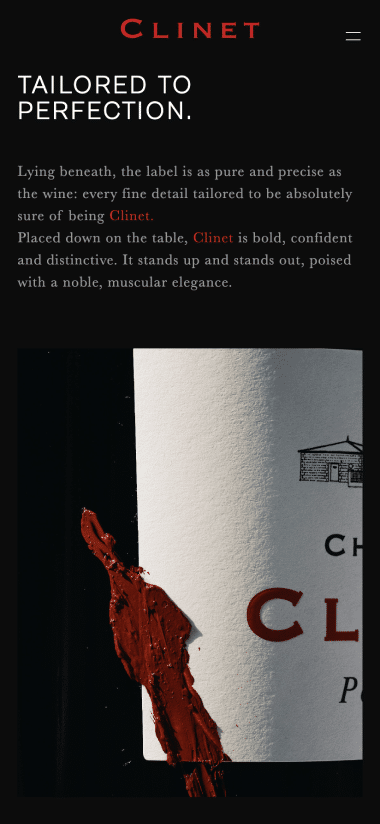 CLINET
TAILORED TO
PERFECTION.
Lying beneath, the label is as pure and precise as
the wine: every fine detail tailored to be absolutely
sure of being Clinet.
Placed down on the table, Clinet is bold, confident
and distinctive. It stands up and stands out, poised
with a noble, muscular elegance.
CH
CL
P